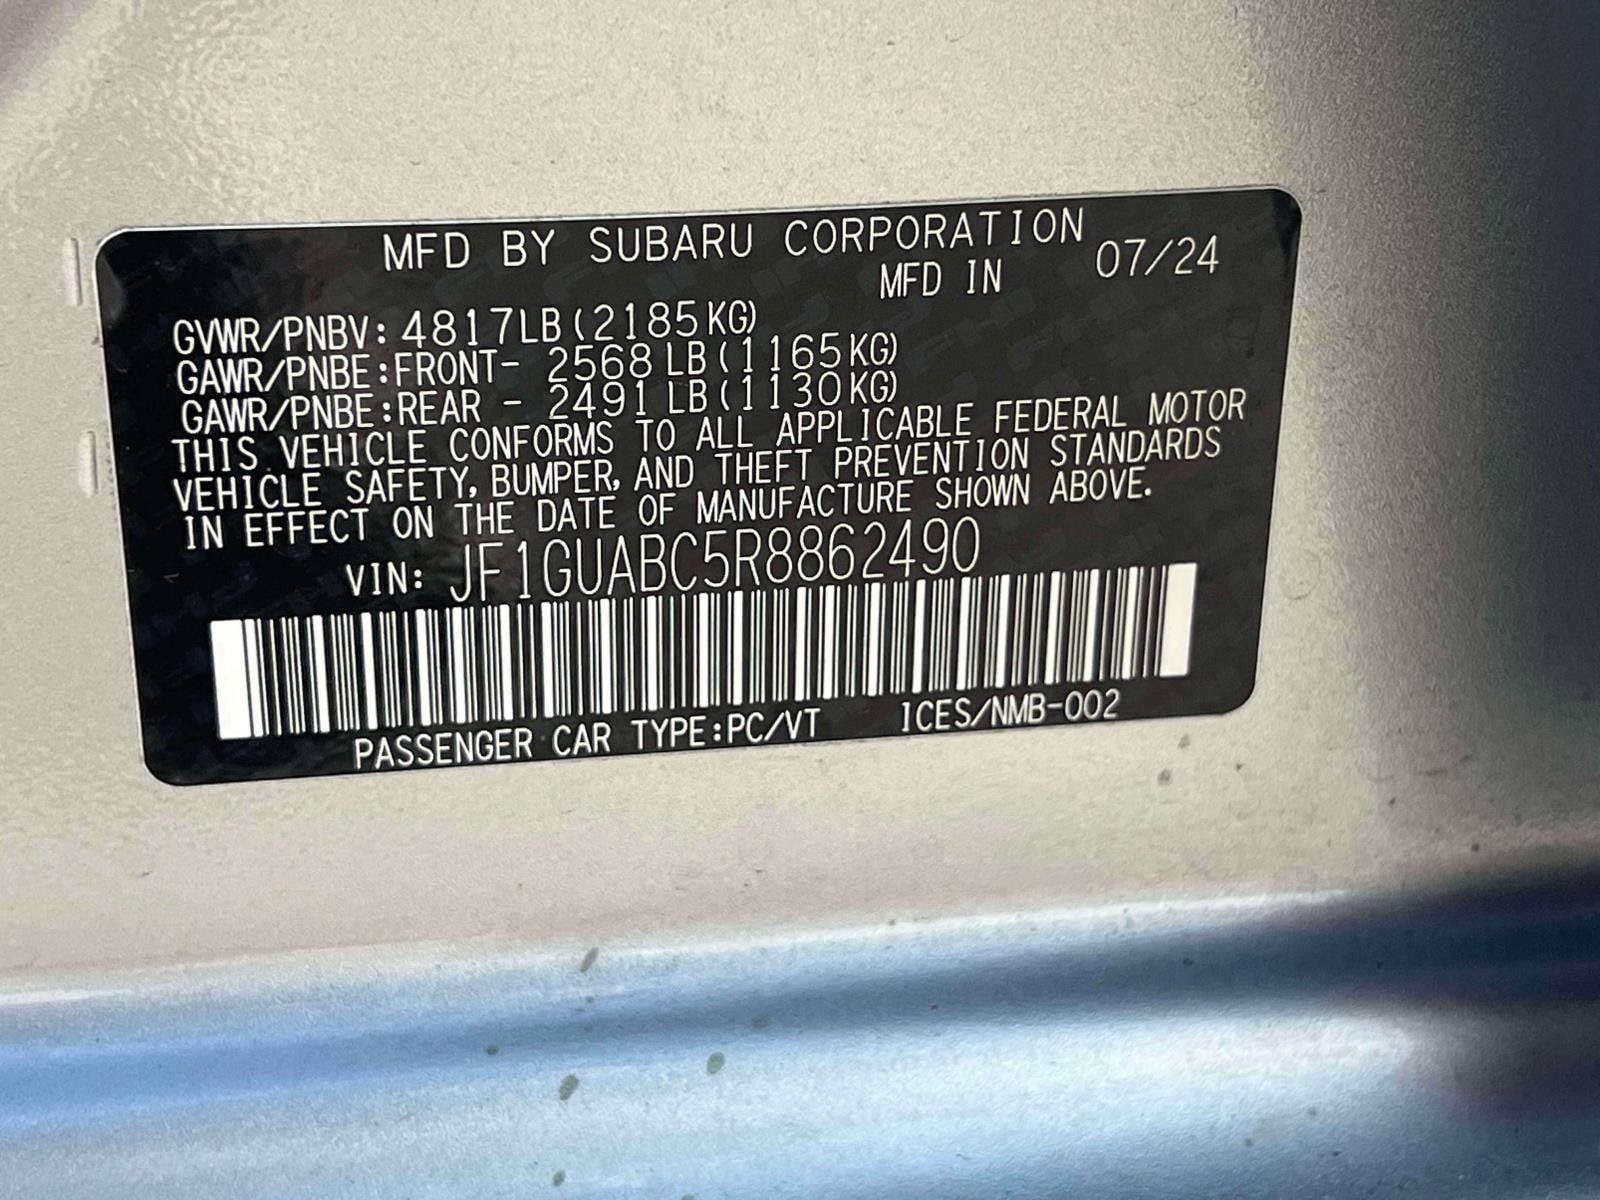 MFD BY SUBARU CORPORATION
MFD IN 07/24
GVWR/PNBV: 4817LB(2185KG)
GAWR/PNBE:FRONT- 2568LB(1165KG)
GAWR/PNBE:REAR - 2491LB(1130KG)
THIS VEHICLE CONFORMS TO ALL APPLICABLE FEDERAL MOTOR
VEHICLE SAFETY, BUMPER, AND THEFT PREVENTION STANDARDS
IN EFFECT ON THE DATE OF MANUFACTURE SHOWN ABOVE.
VIN: JF1GUABC5R8862490
PASSENGER CAR TYPE:PC/VT ICES/NMB-002